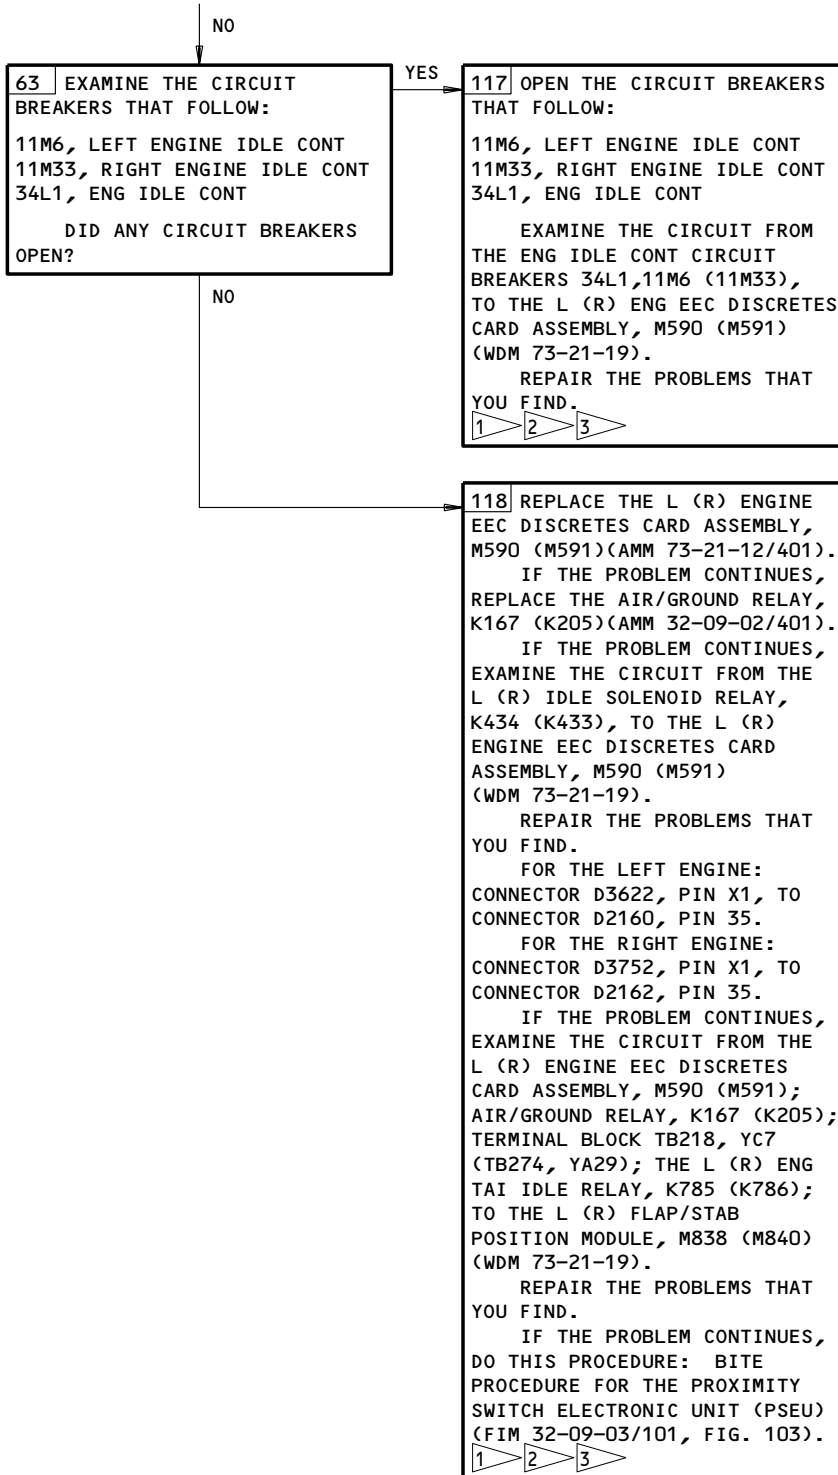 NO
63 EXAMINE THE CIRCUIT
BREAKERS THAT FOLLOW:
11M6, LEFT ENGINE IDLE CONT
11M33, RIGHT ENGINE IDLE CONT
34L1, ENG IDLE CONT
DID ANY CIRCUIT BREAKERS
OPEN?
YES
117 OPEN THE CIRCUIT BREAKERS
THAT FOLLOW:
11M6, LEFT ENGINE IDLE CONT
11M33, RIGHT ENGINE IDLE CONT
34L1, ENG IDLE CONT
EXAMINE THE CIRCUIT FROM
THE ENG IDLE CONT CIRCUIT
BREAKERS 34L1,11M6 (11M33),
TO THE L (R) ENG EEC DISCRETES
CARD ASSEMBLY, M590 (M591)
(WDM 73-21-19).
REPAIR THE PROBLEMS THAT
YOU FIND.
1 2 3
NO
118 REPLACE THE L (R) ENGINE
EEC DISCRETES CARD ASSEMBLY,
M590 (M591)(AMM 73-21-12/401).
IF THE PROBLEM CONTINUES,
REPLACE THE AIR/GROUND RELAY,
K167 (K205)(AMM 32-09-02/401).
IF THE PROBLEM CONTINUES,
EXAMINE THE CIRCUIT FROM THE
L (R) IDLE SOLENOID RELAY,
K434 (K433), TO THE L (R)
ENGINE EEC DISCRETES CARD
ASSEMBLY, M590 (M591)
(WDM 73-21-19).
REPAIR THE PROBLEMS THAT
YOU FIND.
FOR THE LEFT ENGINE:
CONNECTOR D3622, PIN X1, TO
CONNECTOR D2160, PIN 35.
FOR THE RIGHT ENGINE:
CONNECTOR D3752, PIN X1, TO
CONNECTOR D2162, PIN 35.
IF THE PROBLEM CONTINUES,
EXAMINE THE CIRCUIT FROM THE
L (R) ENGINE EEC DISCRETES
CARD ASSEMBLY, M590 (M591);
AIR/GROUND RELAY, K167 (K205);
TERMINAL BLOCK TB218, YC7
(TB274, YA29); THE L (R) ENG
TAI IDLE RELAY, K785 (K786);
TO THE L (R) FLAP/STAB
POSITION MODULE, M838 (M840)
(WDM 73-21-19).
REPAIR THE PROBLEMS THAT
YOU FIND.
IF THE PROBLEM CONTINUES,
DO THIS PROCEDURE: BITE
PROCEDURE FOR THE PROXIMITY
SWITCH ELECTRONIC UNIT (PSEU)
(FIM 32-09-03/101, FIG. 103).
1 2 3